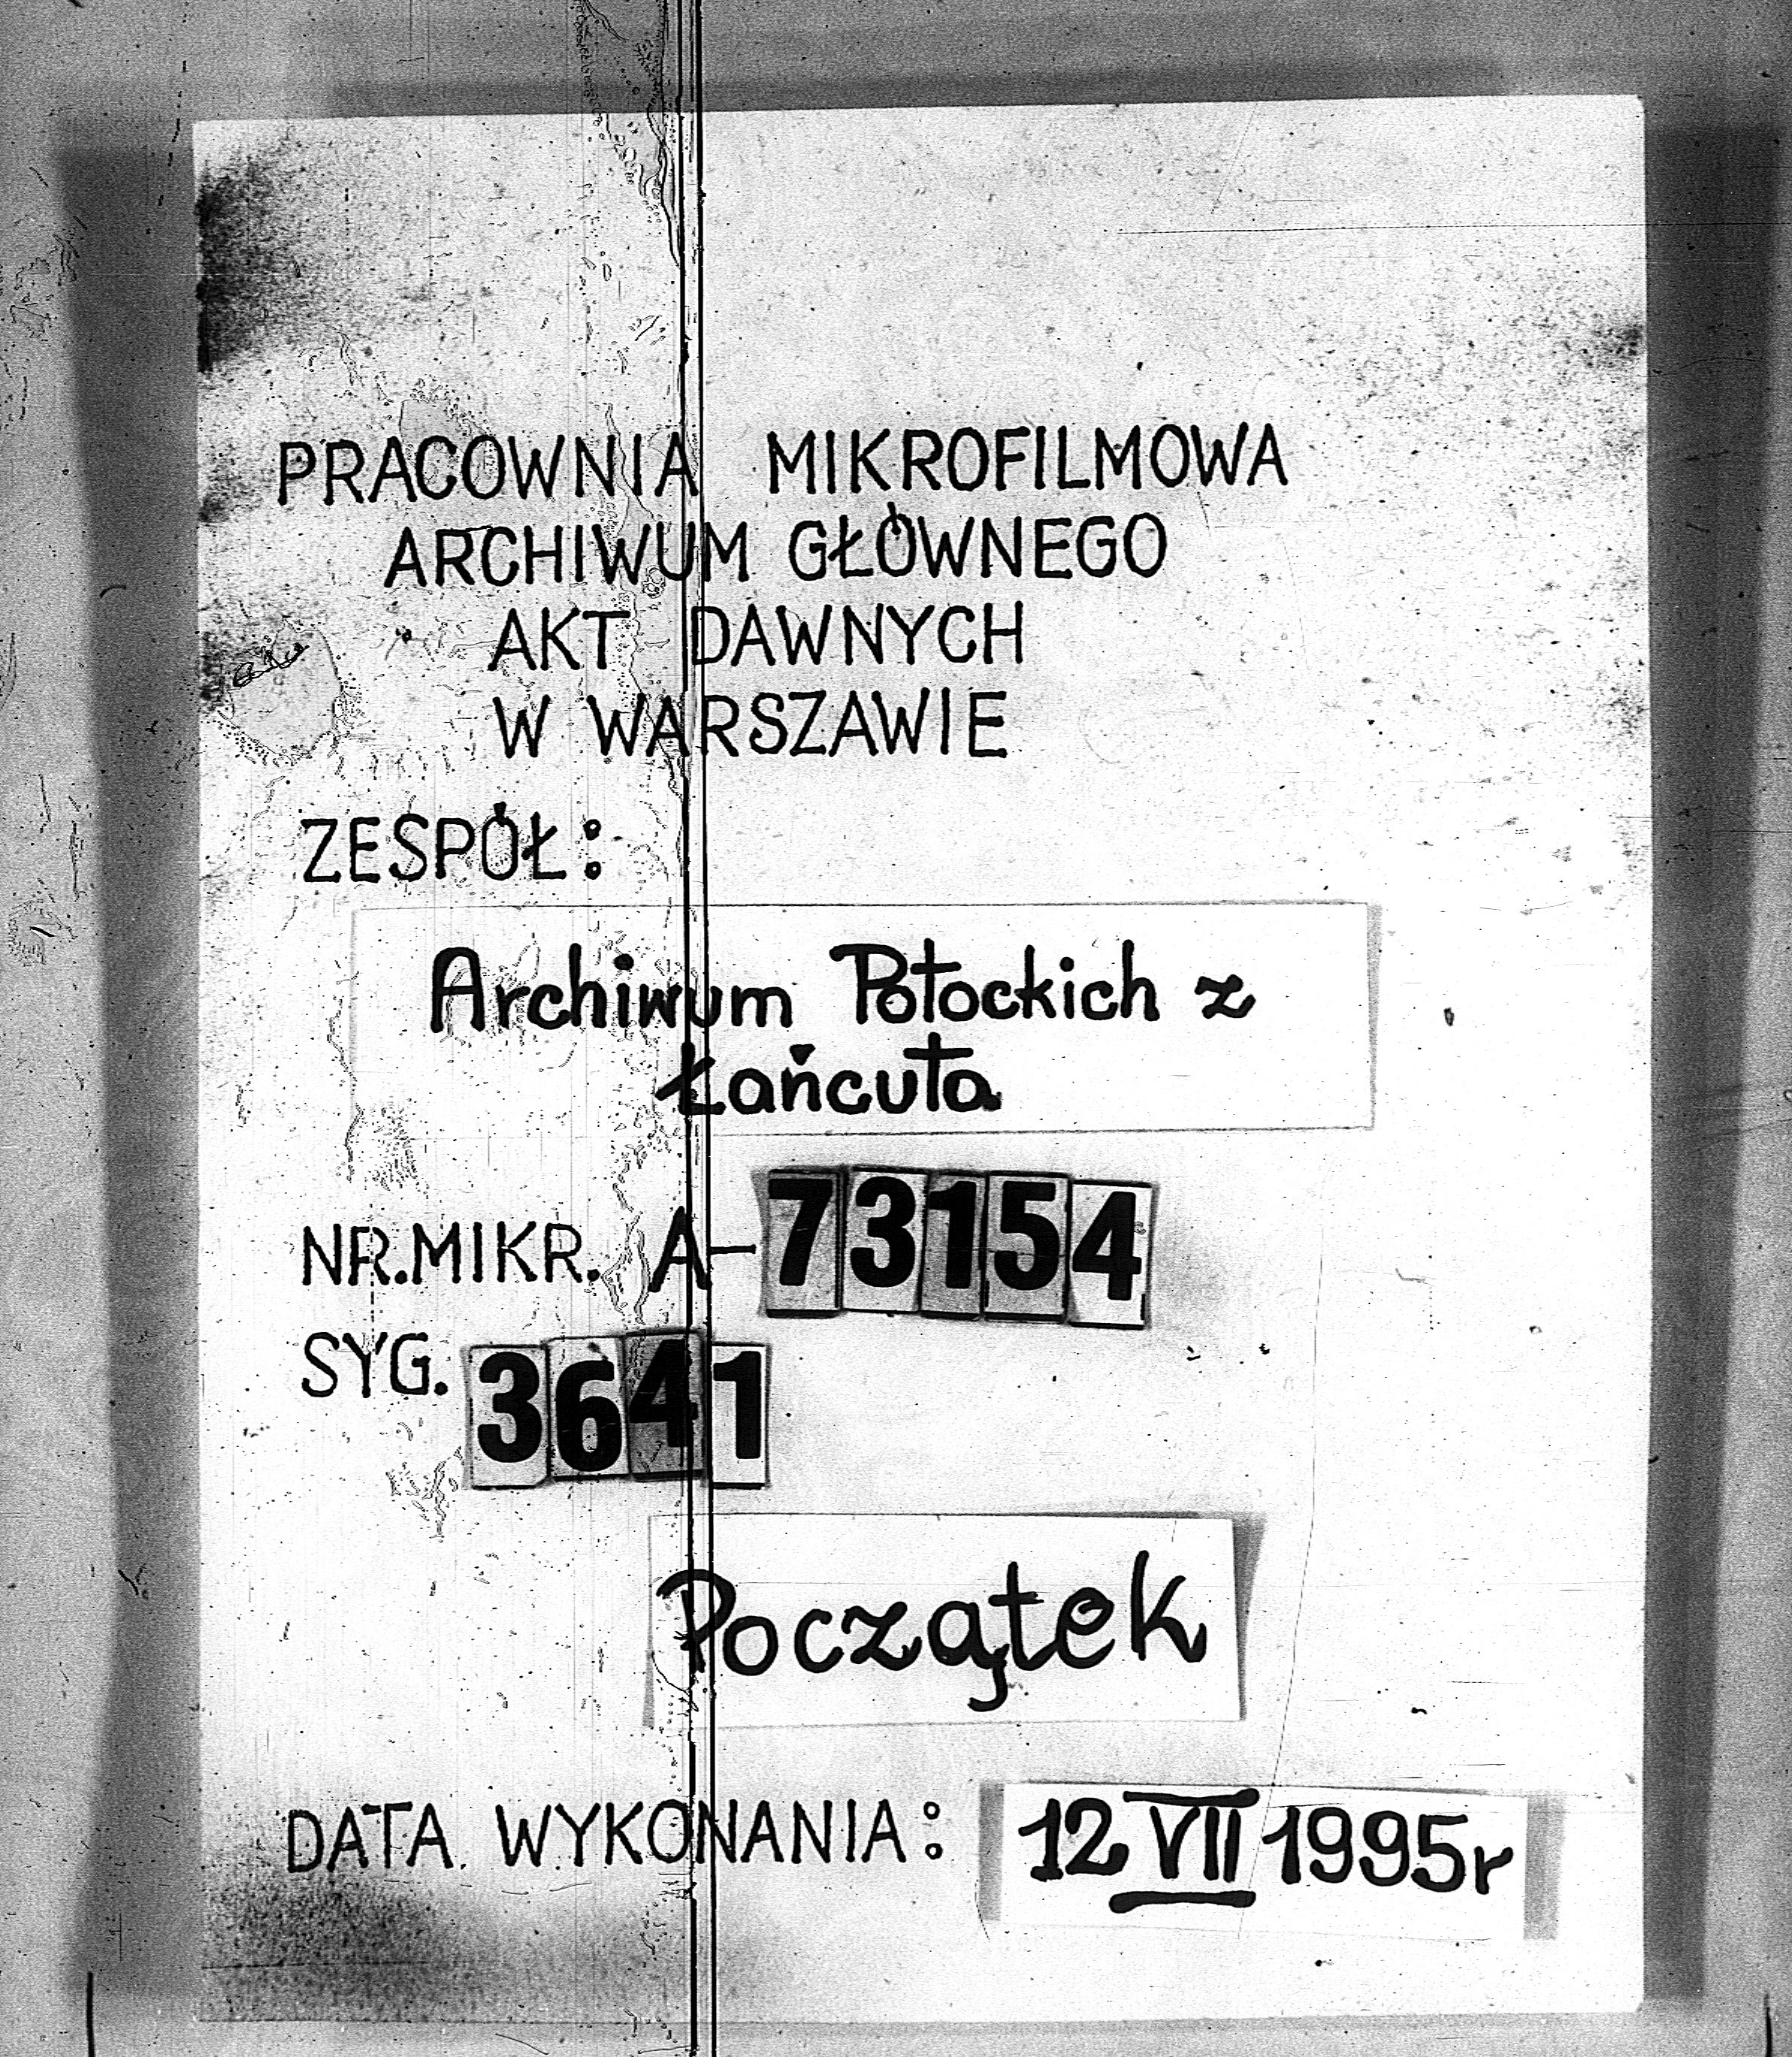 PRACOWNIA MIKROFILMOWA
ARCHIWUM GŁÓWNEGO
AKT DAWNYCH
W WARSZAWIE
ZESPÓŁ:
Archiwum Potockich z
Łańcuta
NR.MIKR. A-73154
SYG. 3641
Początek
DATA WYKONANIA: 12 VII 1995r